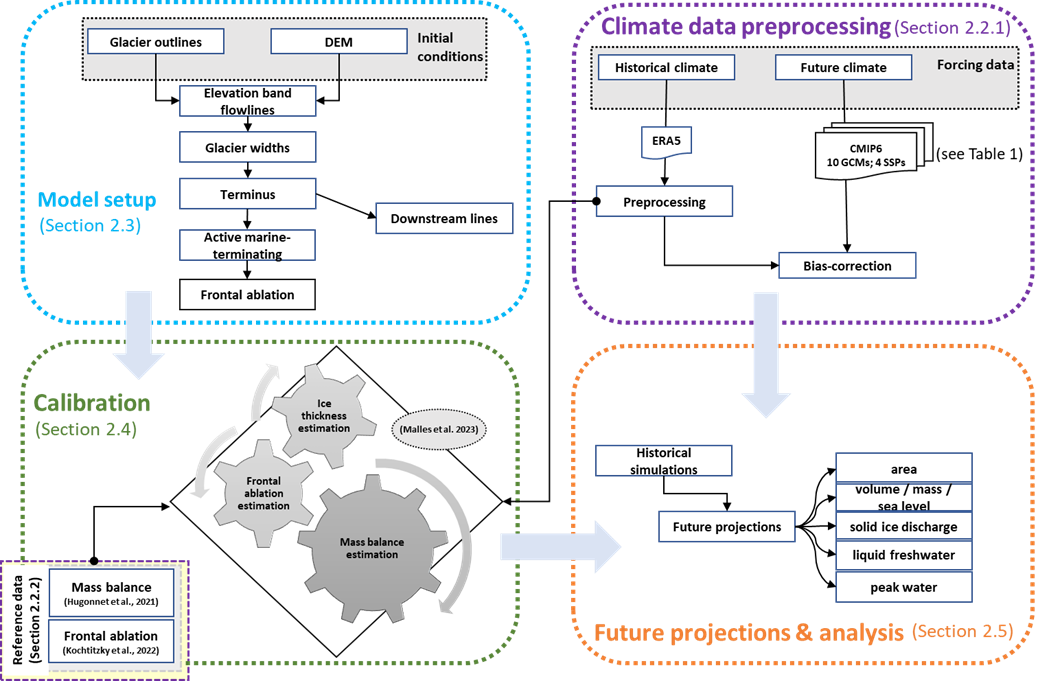 Glacier outlines
DEM
Initial
conditions
Elevation band
flowlines
Glacier widths
Terminus
Downstream lines
Active marine-
terminating
Frontal ablation
Model setup
(Section 2.3)
Climate data preprocessing (Section 2.2.1)
Historical climate
Future climate
Forcing data
ERA5
CMIP6
10 GCMs; 4 SSPs
(see Table 1)
Preprocessing
Bias-correction
Calibration
(Section 2.4)
Ice
thickness
estimation
(Malles et al. 2023)
Frontal
ablation
estimation
Mass balance
estimation
Reference data
(Section 2.2.2)
Mass balance
(Hugonnet et al., 2021)
Frontal ablation
(Kochtitzky et al., 2022)
Historical
simulations
Future projections
area
volume / mass /
sea level
solid ice discharge
liquid freshwater
peak water
Future projections & analysis (Section 2.5)